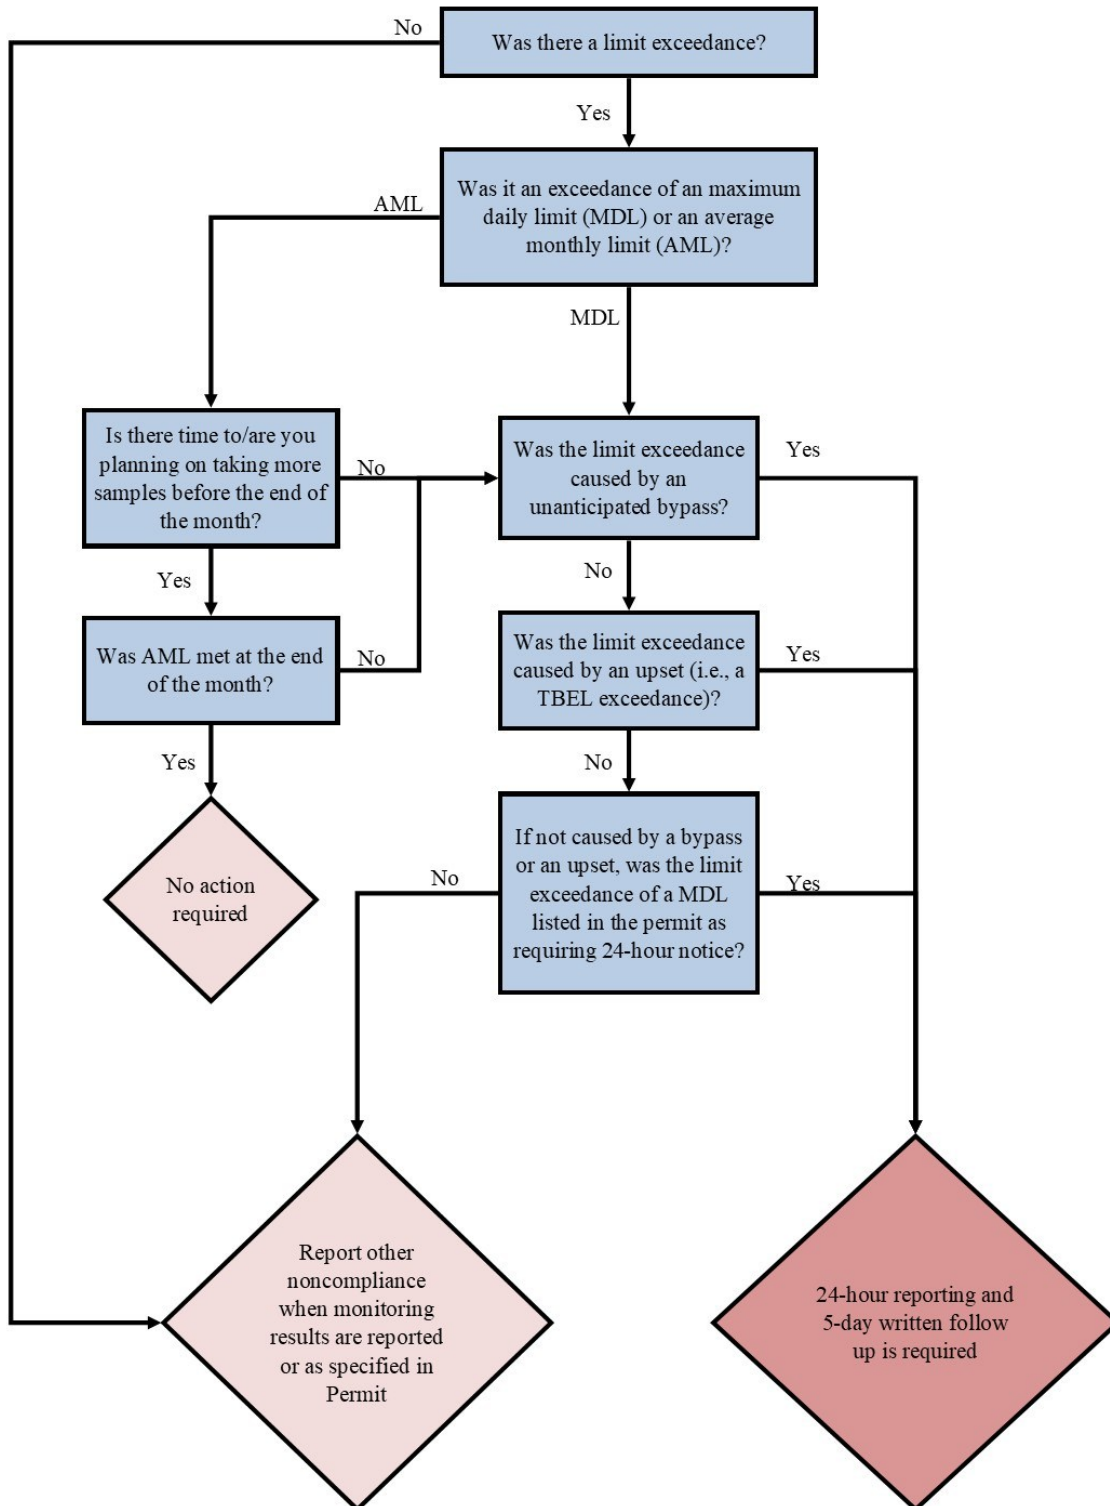 No
Was there a limit exceedance?
Yes
Was it an exceedance of an maximum
daily limit (MDL) or an average
monthly limit (AML)?
AML
MDL
Is there time to/are you
planning on taking more
samples before the end of
the month?
No
Was the limit exceedance
caused by an
unanticipated bypass?
Yes
Yes
No
Was AML met at the end
of the month?
No
Was the limit exceedance
caused by an upset (i.e., a
TBEL exceedance)?
Yes
Yes
No
No action
required
If not caused by a bypass
or an upset, was the limit
exceedance of a MDL
listed in the permit as
requiring 24-hour notice?
No
Yes
Report other
noncompliance
when monitoring
results are reported
or as specified in
Permit
24-hour reporting and
5-day written follow
up is required